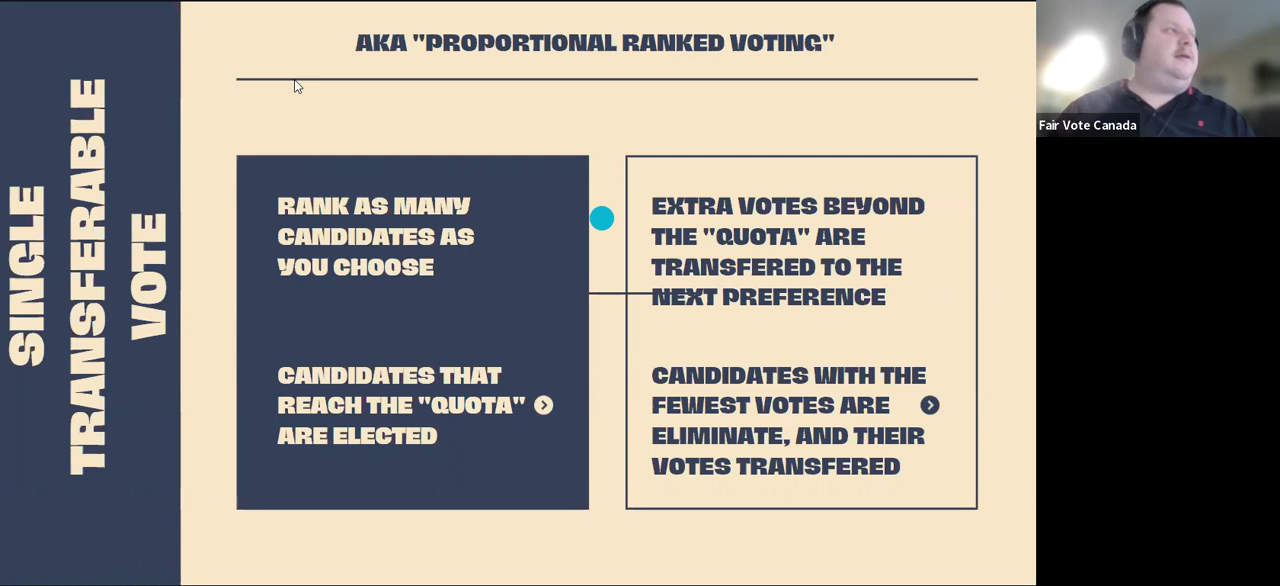 AKA "PROPORTIONAL RANKED VOTING"
SINGLE
TRANSFERABLE
VOTE
RANK AS MANY
CANDIDATES AS
YOU CHOOSE
CANDIDATES THAT
REACH THE "QUOTA"
ARE ELECTED
EXTRA VOTES BEYOND
THE "QUOTA" ARE
TRANSFERED TO THE
NEXT PREFERENCE
CANDIDATES WITH THE
FEWEST VOTES ARE
ELIMINATE, AND THEIR
VOTES TRANSFERED
Fair Vote Canada